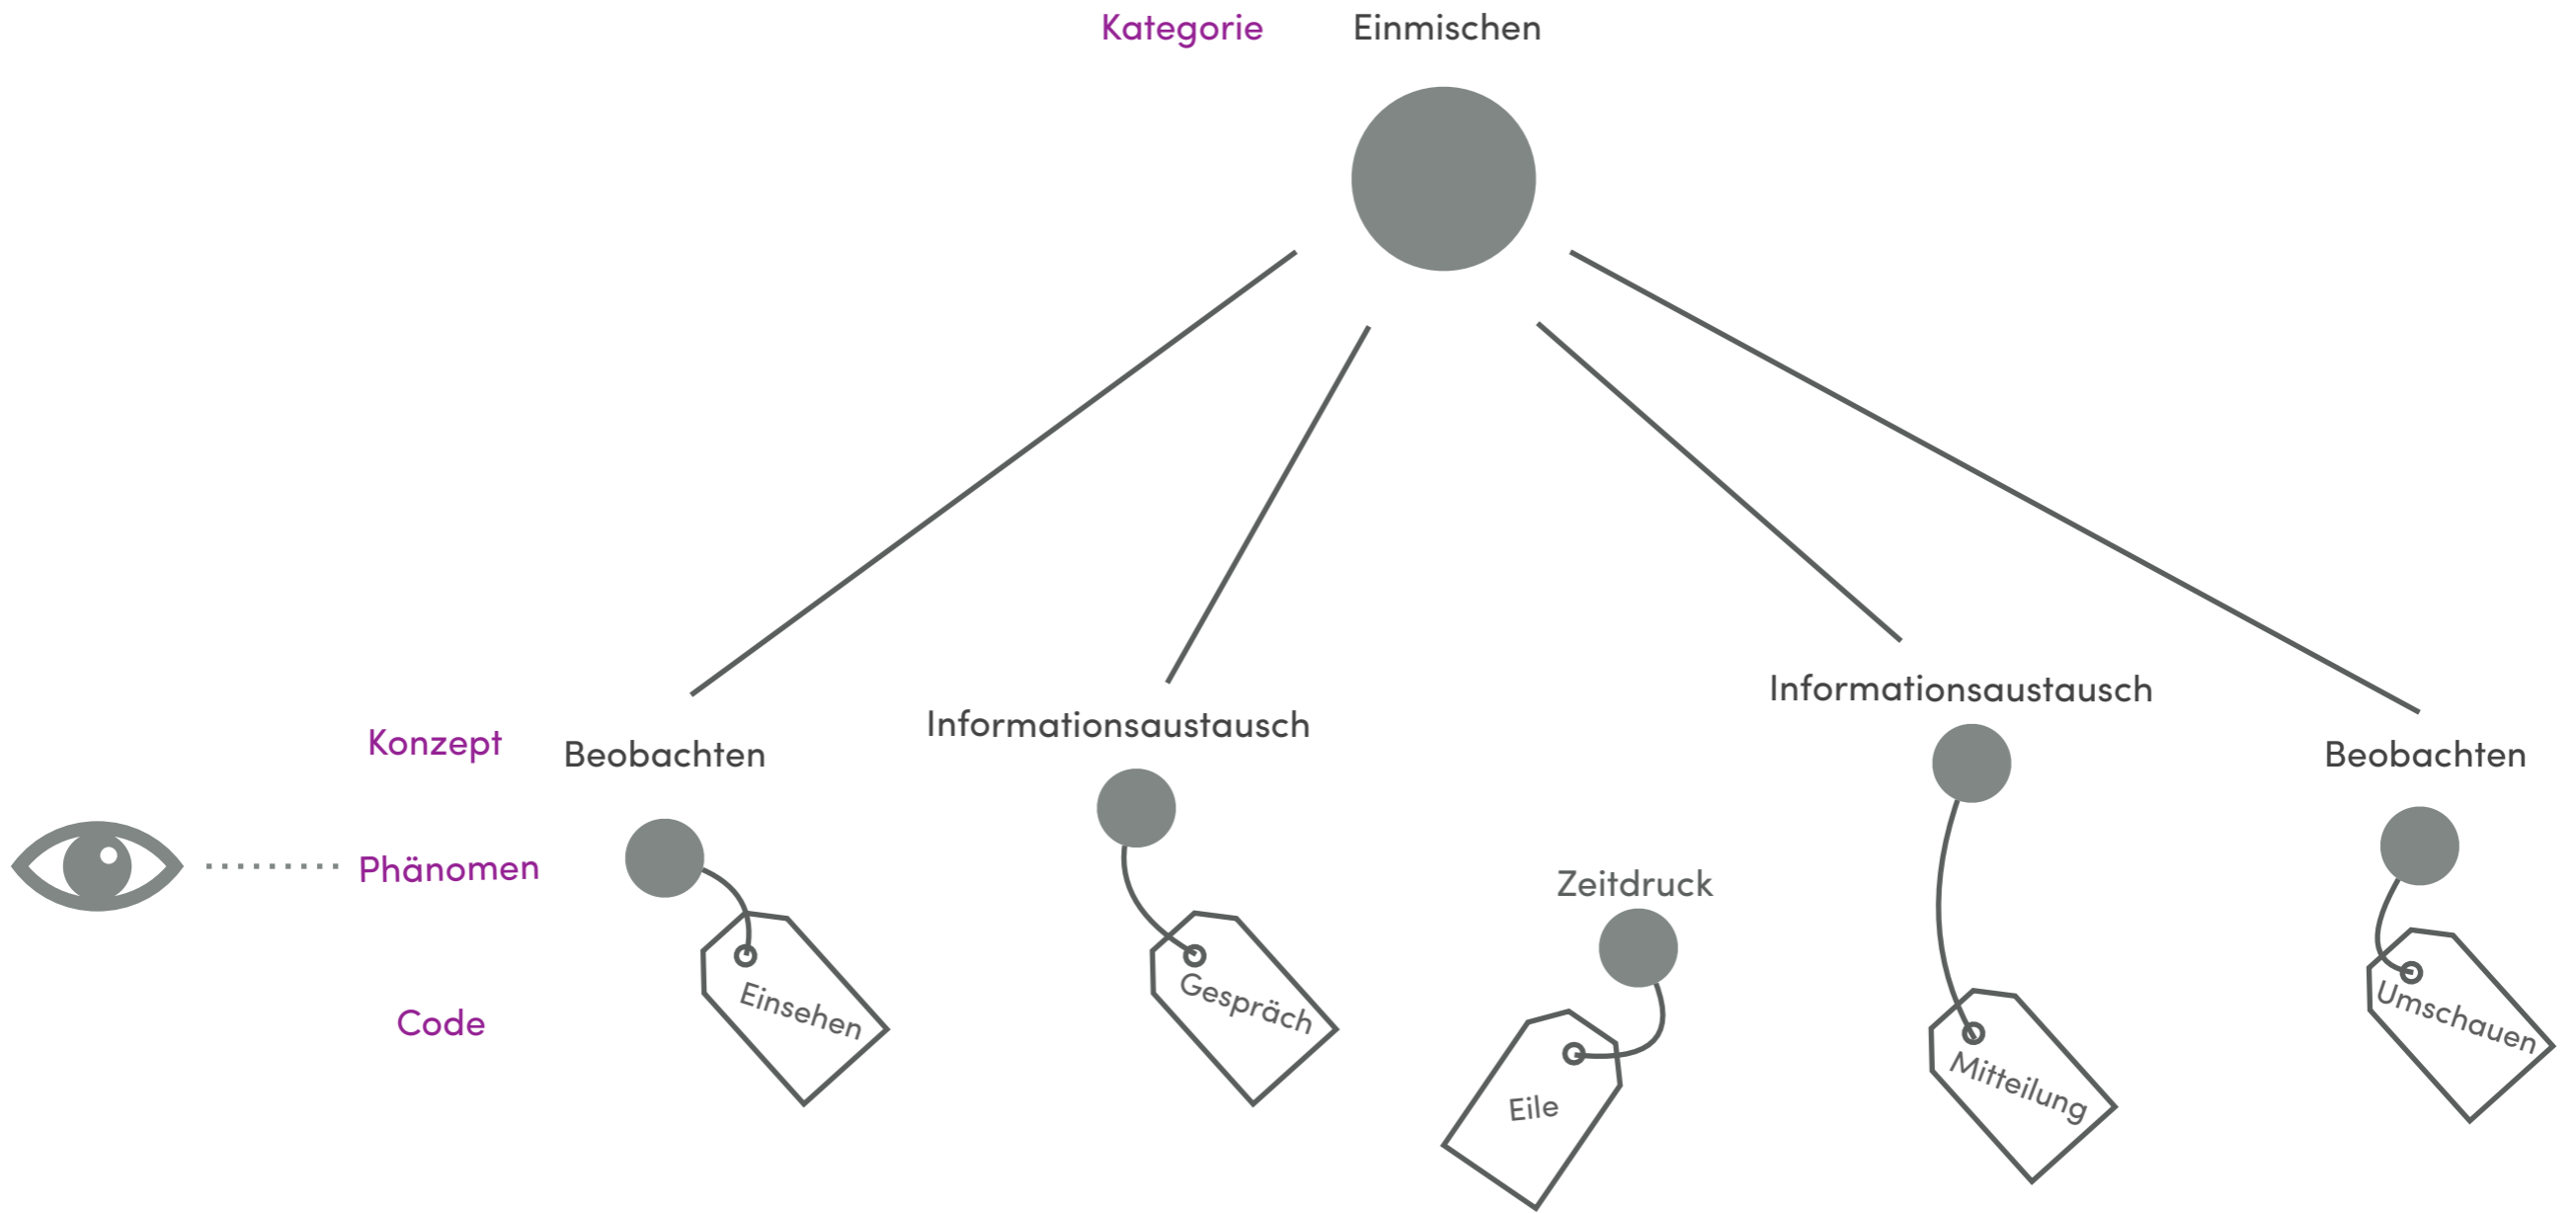 Kategorie Einmischen
Informationsaustausch
Informationsaustausch
Konzept Beobachten
Beobachten
Phänomen
Zeitdruck
Code
Einsehen
Gespräch
Umschauen
Mitteilung
Eile